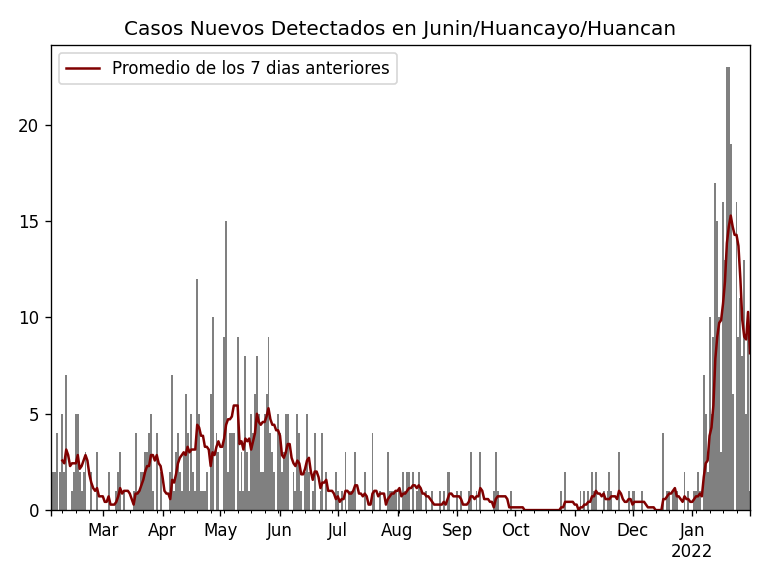 Casos Nuevos Detectados en Junin/Huancayo/Huancan
Promedio de los 7 dias anteriores
20
15
10
5
0
Mar Apr May Jun Jul Aug Sep Oct Nov Dec Jan
2022